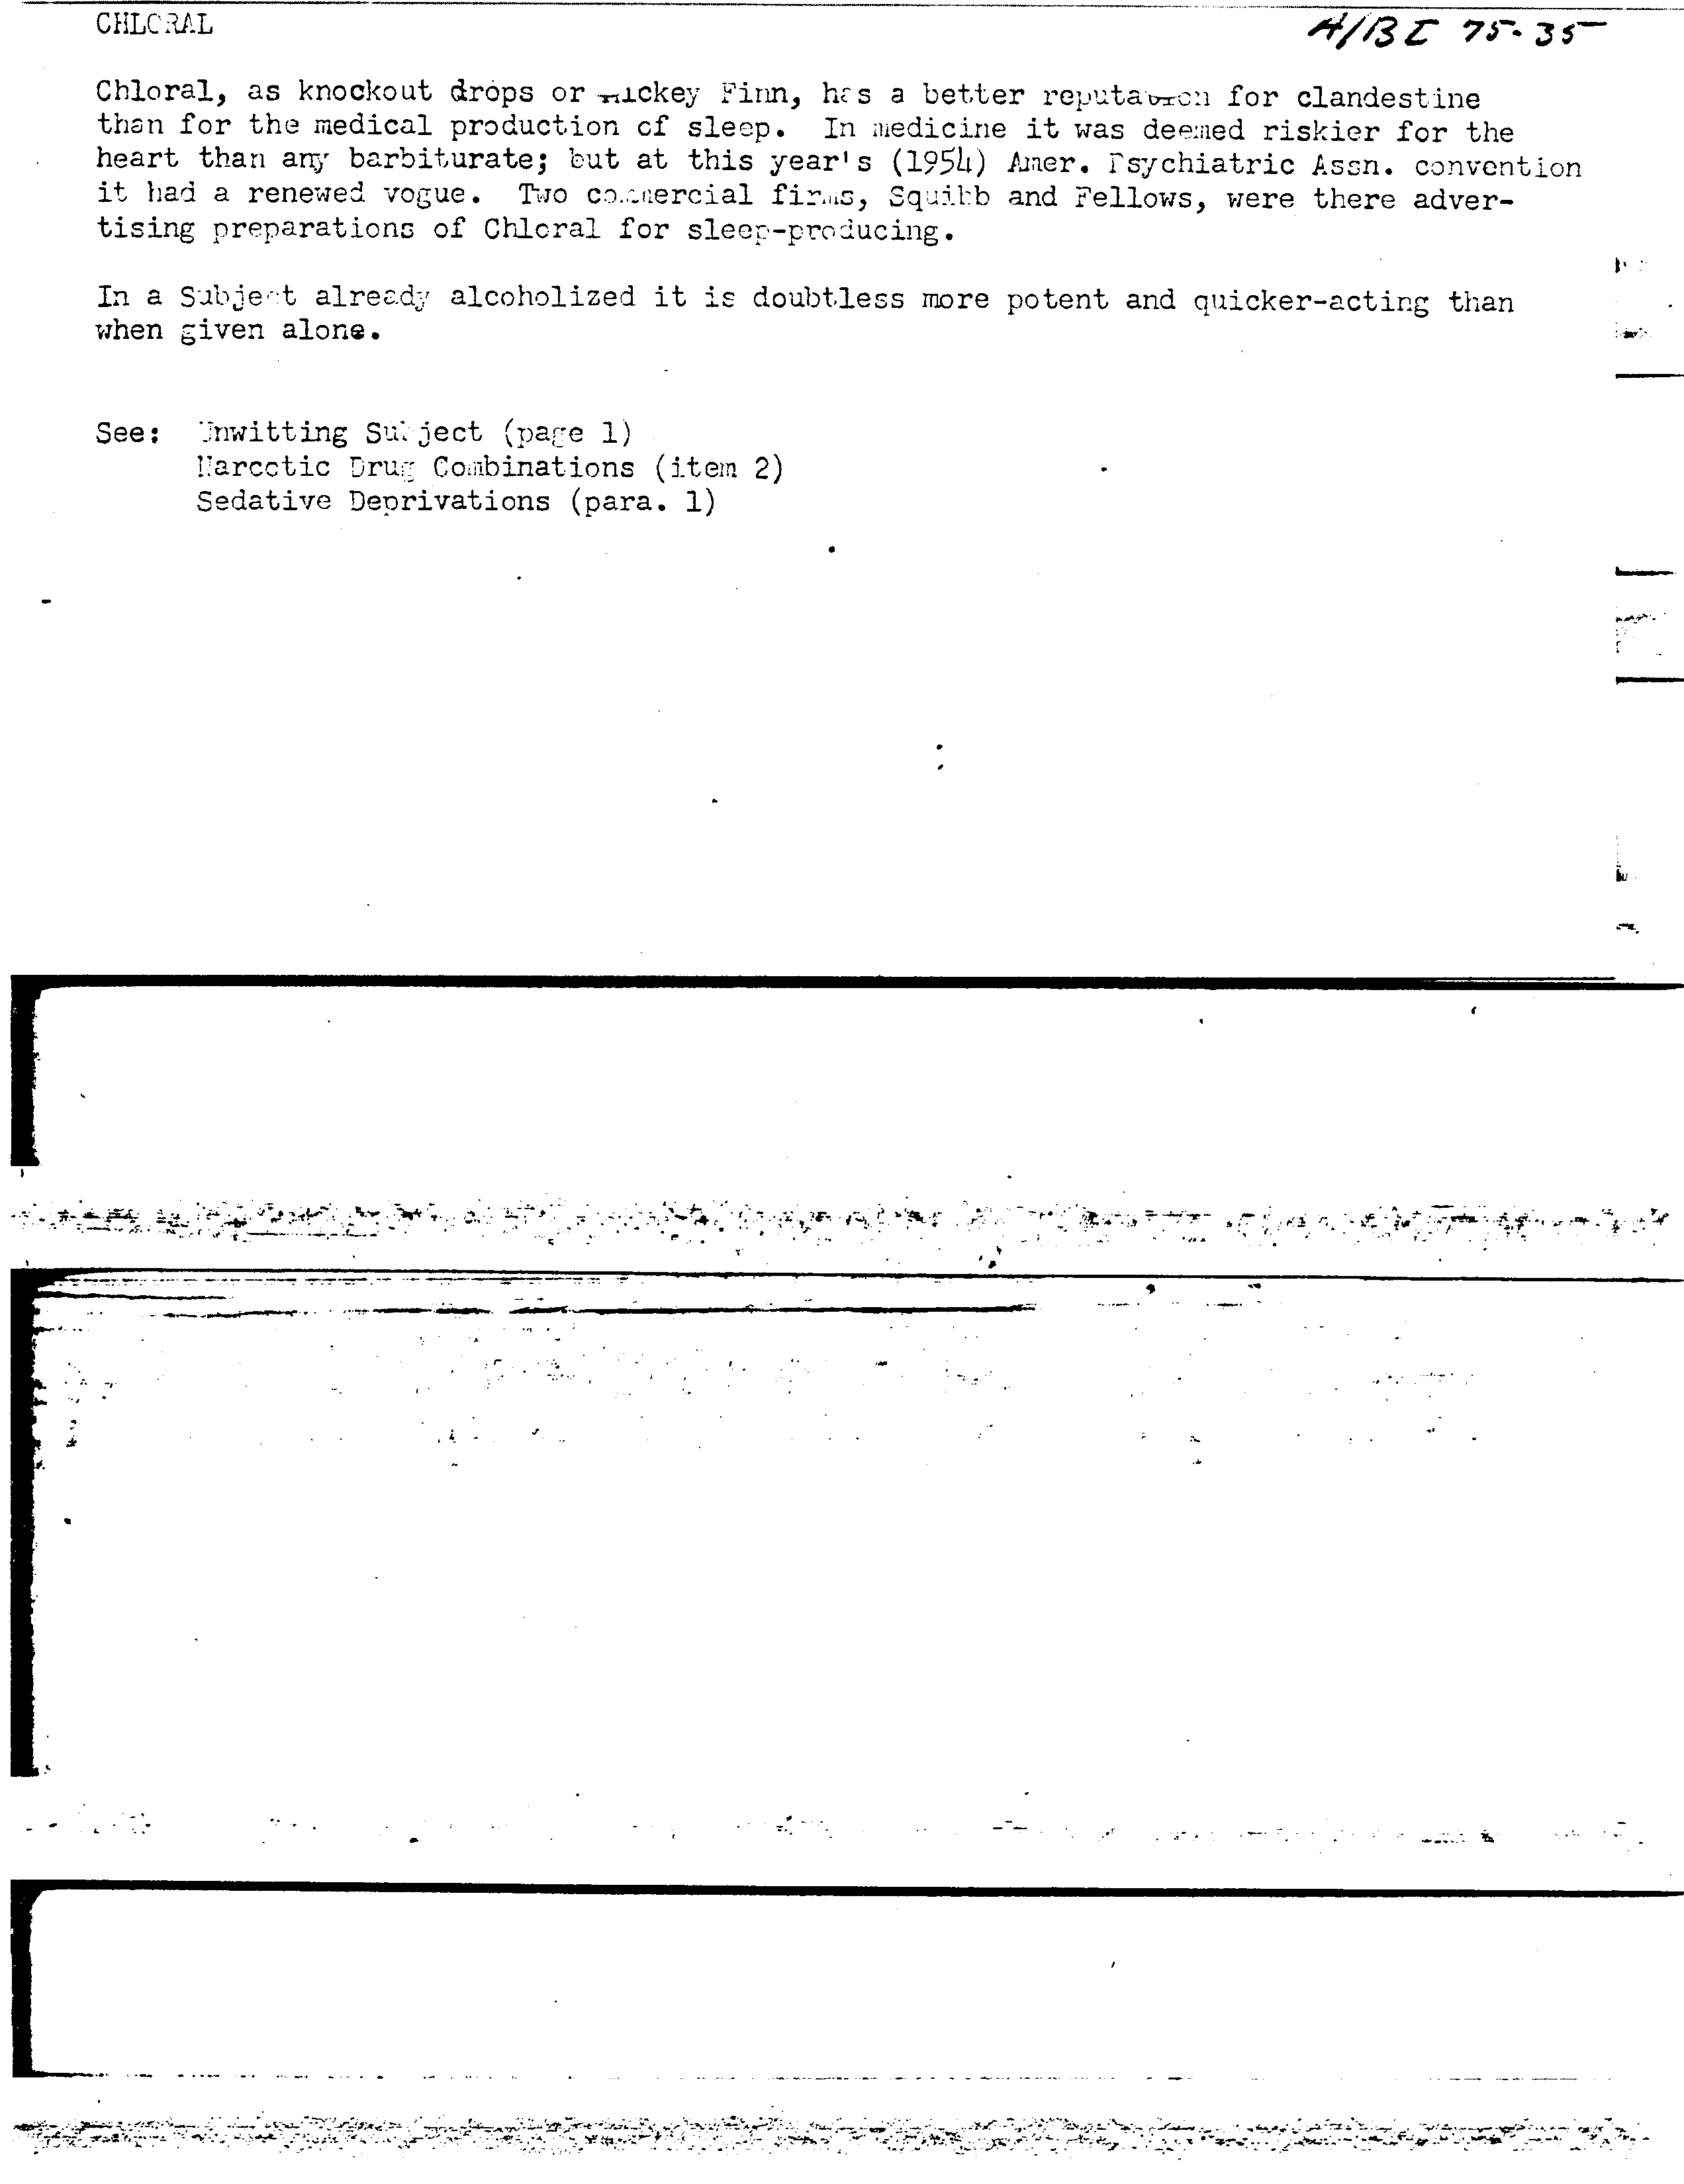 CHLORAL
A/BI 75-35
Chloral, as knockout drops or Mickey Finn, has a better reputation for clandestine
than for the medical production of sleep. In medicine it was deemed riskier for the
heart than any barbiturate; but at this year's (1954) Amer. Psychiatric Assn. convention
it had a renewed vogue. Two commercial firms, Squibb and Fellows, were there adver-
tising preparations of Chloral for sleep-producing.
In a Subject already alcoholized it is doubtless more potent and quicker-acting than
when given alone.
See: Unwitting Subject (page 1)
Narcotic Drug Combinations (item 2)
Sedative Deprivations (para. 1)